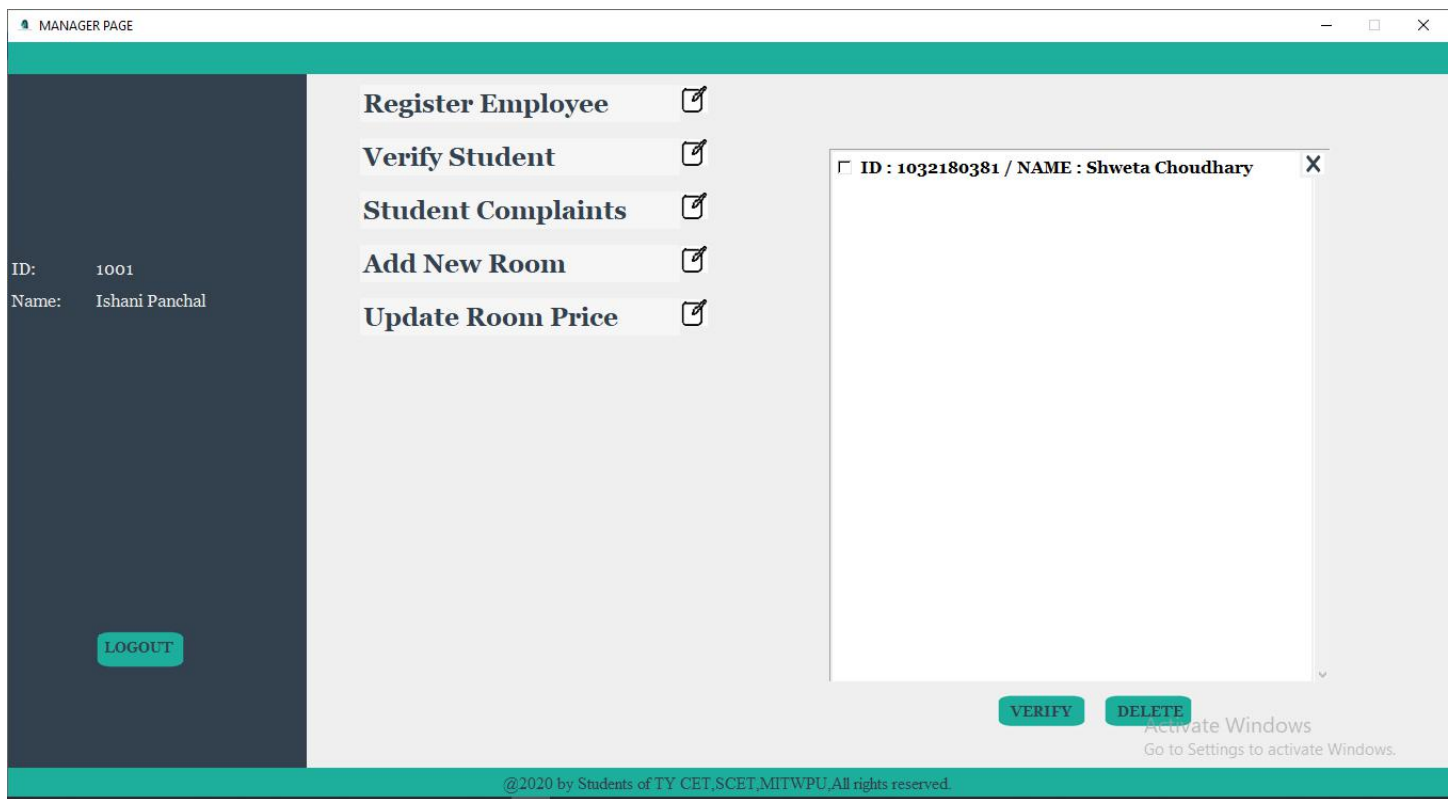 MANAGER PAGE
Register Employee
Verify Student
Student Complaints
Add New Room
Update Room Price
ID: 1001
Name: Ishani Panchal
LOGOUT
ID : 1032180381 / NAME : Shweta Choudhary
X
VERIFY
DELETE
Activate Windows
Go to Settings to activate Windows.
@2020 by Students of TY CET,SCET,MITWPU,All rights reserved.